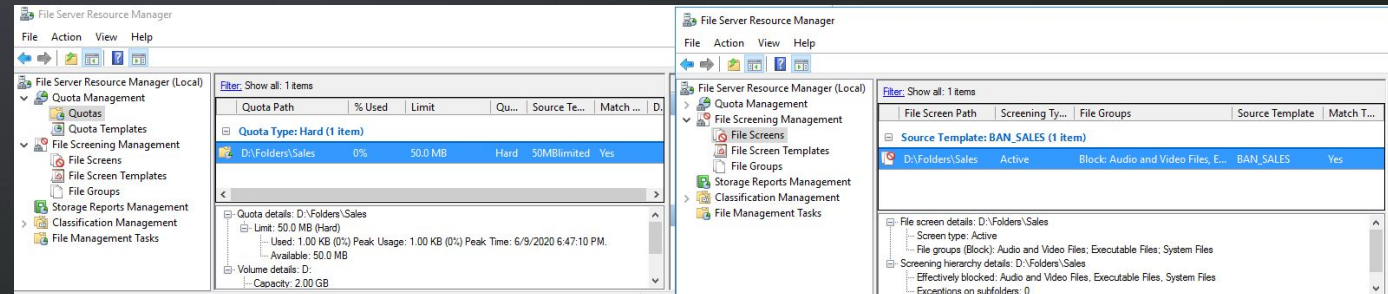 File Server Resource Manager
File Action View Help
File Server Resource Manager (Local)
Quota Management
Quotas
Quota Templates
File Screening Management
File Screens
File Screen Templates
File Groups
Storage Reports Management
Classification Management
File Management Tasks
Filter: Show all: 1 items
Quota Path % Used Limit Qu... Source Te... Match ... D.
Quota Type: Hard (1 item)
D:\Folders\Sales 0% 50.0 MB Hard 50MBlimited Yes
Quota details: D:\Folders\Sales
Limit: 50.0 MB (Hard)
Used: 1.00 KB (0%) Peak Usage: 1.00 KB (0%) Peak Time: 6/9/2020 6:47:10 PM.
Available: 50.0 MB
Volume details: D:
Capacity: 2.00 GB
File Server Resource Manager
File Action View Help
File Server Resource Manager (Local)
Quota Management
File Screening Management
File Screens
File Screen Templates
File Groups
Storage Reports Management
Classification Management
File Management Tasks
Filter: Show all: 1 items
File Screen Path Screening Ty... File Groups Source Template Match T...
Source Template: BAN_SALES (1 item)
D:\Folders\Sales Active Block: Audio and Video Files, E... BAN_SALES Yes
File screen details: D:\Folders\Sales
Screen type: Active
File groups (Block): Audio and Video Files; Executable Files; System Files
Screening hierarchy details: D:\Folders\Sales
Effectively blocked: Audio and Video Files, Executable Files, System Files
Exceptions on subfolders: 0